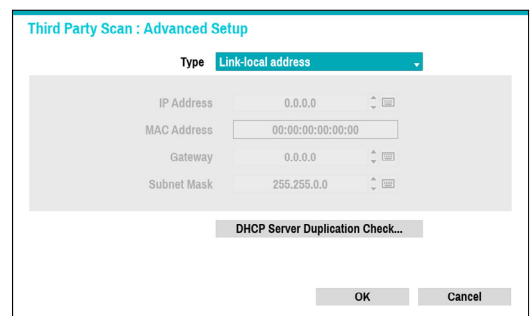 Third Party Scan : Advanced Setup
Type Link-local address
IP Address 0.0.0.0
MAC Address 00:00:00:00:00:00
Gateway 0.0.0.0
Subnet Mask 255.255.0.0
DHCP Server Duplication Check...
OK Cancel